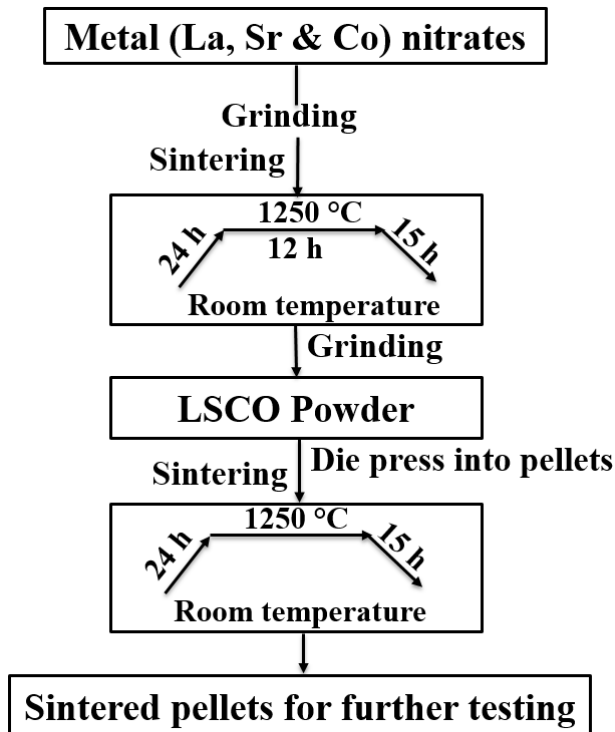 Metal (La, Sr & Co) nitrates
Grinding
Sintering
1250 °C
24 h
12 h
15 h
Room temperature
Grinding
LSCO Powder
Die press into pellets
Sintering
1250 °C
24 h
15 h
Room temperature
Sintered pellets for further testing